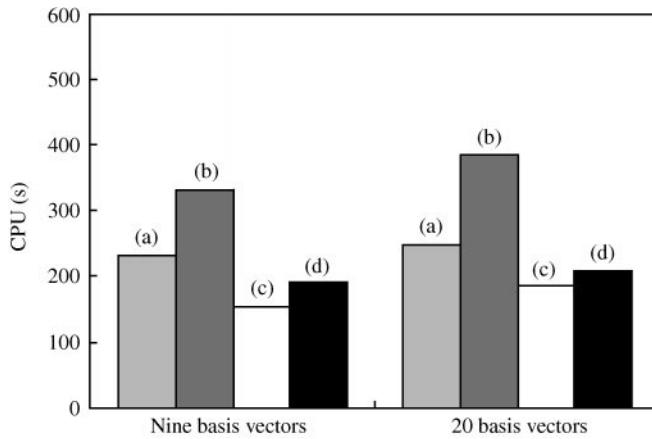 600
500
400
300
200
100
0
CPU (s)
(a)
(b)
(c)
(d)
(a)
(b)
(c)
(d)
Nine basis vectors
20 basis vectors